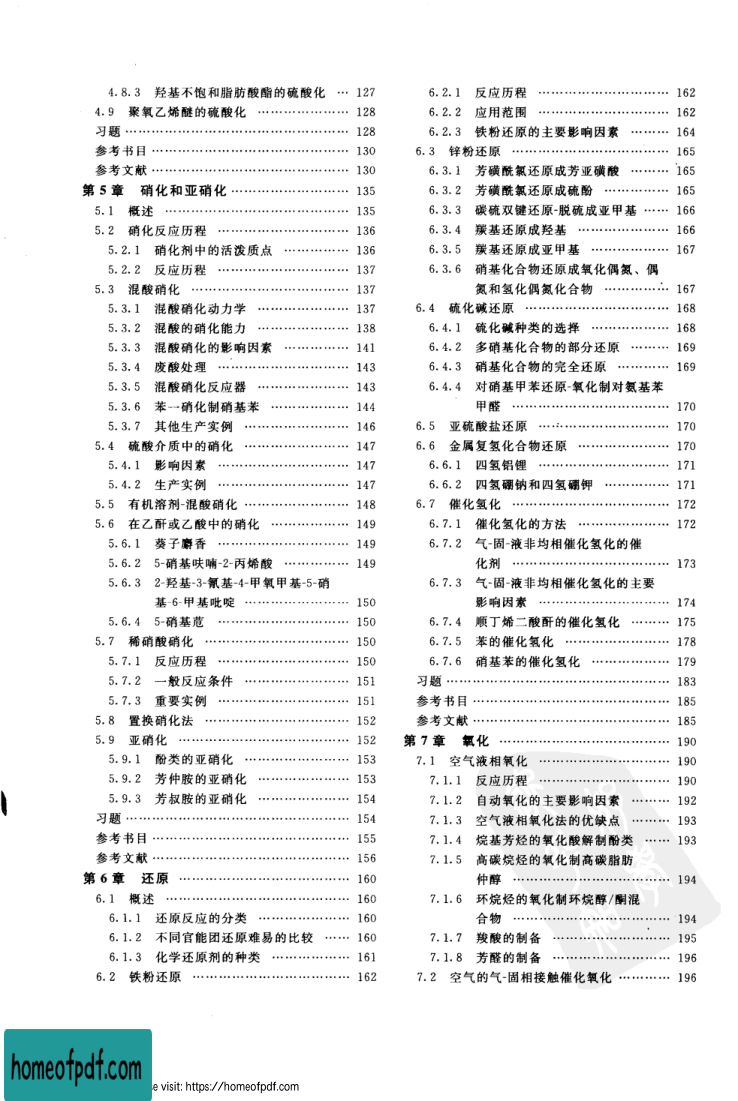 4.8.3 羟基不饱和脂肪酸酯的硫酸化 … 127
4.9 聚氧乙烯醚的硫酸化 ………………… 128
习题 ……………………………………… 128
参考书目 ………………………………… 130
参考文献 ………………………………… 130
第 5 章 硝化和亚硝化 ………………… 135
5.1 概述 ………………………………… 135
5.2 硝化反应历程 ……………………… 136
5.2.1 硝化剂中的活泼质点 …………… 136
5.2.2 反应历程 ………………………… 137
5.3 混酸硝化 …………………………… 137
5.3.1 混酸硝化动力学 ………………… 137
5.3.2 混酸的硝化能力 ………………… 138
5.3.3 混酸硝化的影响因素 …………… 141
5.3.4 废酸处理 ………………………… 143
5.3.5 混酸硝化反应器 ………………… 143
5.3.6 苯一硝化制硝基苯 ……………… 144
5.3.7 其他生产实例 …………………… 146
5.4 硫酸介质中的硝化 ………………… 147
5.4.1 影响因素 ………………………… 147
5.4.2 生产实例 ………………………… 147
5.5 有机溶剂-混酸硝化 ……………… 148
5.6 在乙酐或乙酸中的硝化 …………… 149
5.6.1 葵子麝香 ………………………… 149
5.6.2 5-硝基呋喃-2-丙烯酸 ………… 149
5.6.3 2-羟基-3-氰基-4-甲氧甲基-5-硝
基-6-甲基吡啶 ……………………… 150
5.6.4 5-硝基苊 ………………………… 150
5.7 稀硝酸硝化 ………………………… 150
5.7.1 反应历程 ………………………… 150
5.7.2 一般反应条件 …………………… 151
5.7.3 重要实例 ………………………… 151
5.8 置换硝化法 ………………………… 152
5.9 亚硝化 ……………………………… 152
5.9.1 酚类的亚硝化 …………………… 153
5.9.2 芳仲胺的亚硝化 ………………… 153
5.9.3 芳叔胺的亚硝化 ………………… 154
习题 ……………………………………… 154
参考书目 ………………………………… 155
参考文献 ………………………………… 156
第 6 章 还原 …………………………… 160
6.1 概述 ………………………………… 160
6.1.1 还原反应的分类 ………………… 160
6.1.2 不同官能团还原难易的比较 …… 160
6.1.3 化学还原剂的种类 ……………… 161
6.2 铁粉还原 …………………………… 162
6.2.1 反应历程 ………………………… 162
6.2.2 应用范围 ………………………… 162
6.2.3 铁粉还原的主要影响因素 ……… 164
6.3 锌粉还原 …………………………… 165
6.3.1 芳磺酰氯还原成芳亚磺酸 ……… 165
6.3.2 芳磺酰氯还原成硫酚 …………… 165
6.3.3 碳硫双键还原-脱硫成亚甲基 …… 166
6.3.4 羰基还原成羟基 ………………… 166
6.3.5 羰基还原成亚甲基 ……………… 167
6.3.6 硝基化合物还原成氧化偶氮、偶
氮和氢化偶氮化合物 ……………… 167
6.4 硫化碱还原 ………………………… 168
6.4.1 硫化碱种类的选择 ……………… 168
6.4.2 多硝基化合物的部分还原 ……… 169
6.4.3 硝基化合物的完全还原 ………… 169
6.4.4 对硝基甲苯还原-氧化制对氨基苯
甲醛 ………………………………… 170
6.5 亚硫酸盐还原 ……………………… 170
6.6 金属复氢化合物还原 ……………… 170
6.6.1 四氢铝锂 ………………………… 171
6.6.2 四氢硼钠和四氢硼钾 …………… 171
6.7 催化氢化 …………………………… 172
6.7.1 催化氢化的方法 ………………… 172
6.7.2 气-固-液非均相催化氢化的催
化剂 ………………………………… 173
6.7.3 气-固-液非均相催化氢化的主要
影响因素 …………………………… 174
6.7.4 顺丁烯二酸酐的催化氢化 ……… 175
6.7.5 苯的催化氢化 …………………… 178
6.7.6 硝基苯的催化氢化 ……………… 179
习题 ……………………………………… 183
参考书目 ………………………………… 185
参考文献 ………………………………… 185
第 7 章 氧化 …………………………… 190
7.1 空气液相氧化 ……………………… 190
7.1.1 反应历程 ………………………… 190
7.1.2 自动氧化的主要影响因素 ……… 192
7.1.3 空气液相氧化法的优缺点 ……… 193
7.1.4 烷基芳烃的氧化酸解制酚类 …… 193
7.1.5 高碳烷烃的氧化制高碳脂肪
仲醇 ………………………………… 194
7.1.6 环烷烃的氧化制环烷醇/酮混
合物 ………………………………… 194
7.1.7 羧酸的制备 ……………………… 195
7.1.8 芳醛的制备 ……………………… 196
7.2 空气的气-固相接触催化氧化 ………… 196
homeofpdf.com
e visit: https://homeofpdf.com